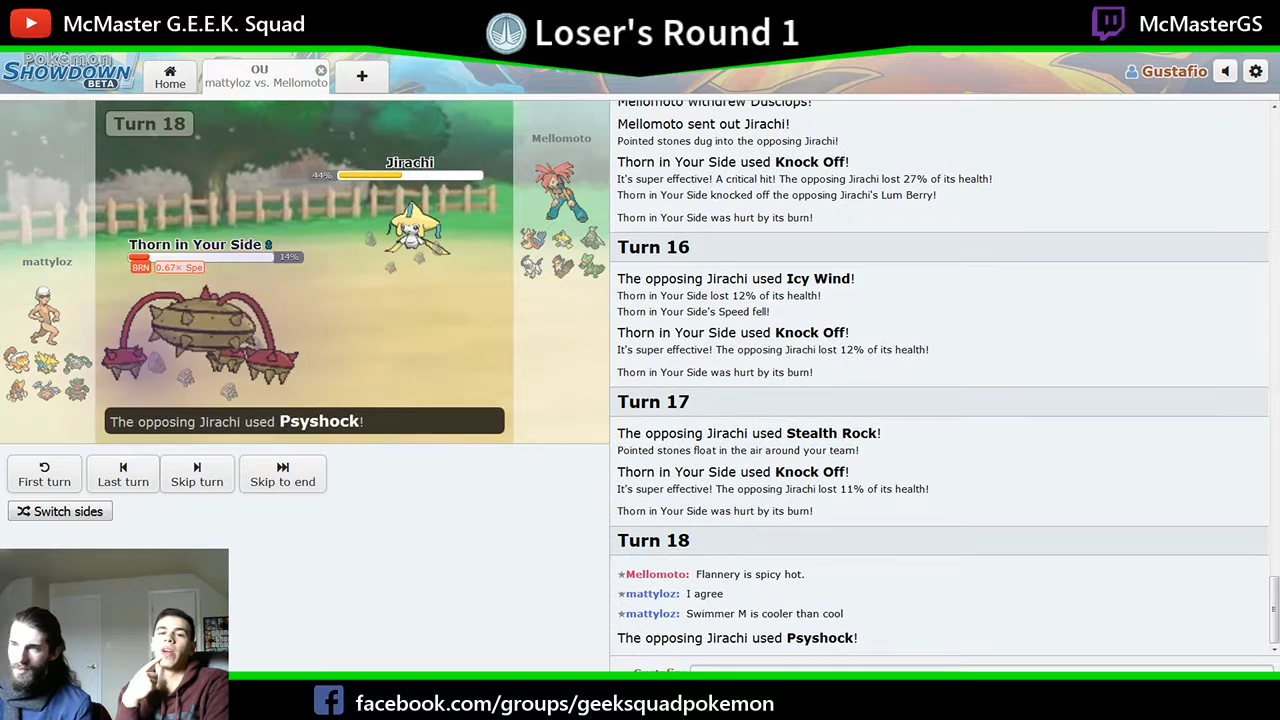 McMaster G.E.E.K. Squad
Loser's Round 1
McMasterGS
Pokémon
SHOWDOWN
BETA
Home
OU
mattyloz vs. Mellomoto
+
Gustafio
Turn 18
mattyloz
Mellomoto
Jirachi
44%
Thorn in Your Side
14%
BRN 0.67× Spe
The opposing Jirachi used Psyshock!
First turn
Last turn
Skip turn
Skip to end
Switch sides
Mellomoto withdrew Dusclops!
Mellomoto sent out Jirachi!
Pointed stones dug into the opposing Jirachi!
Thorn in Your Side used Knock Off!
It's super effective! A critical hit! The opposing Jirachi lost 27% of its health!
Thorn in Your Side knocked off the opposing Jirachi's Lum Berry!
Thorn in Your Side was hurt by its burn!
Turn 16
The opposing Jirachi used Icy Wind!
Thorn in Your Side lost 12% of its health!
Thorn in Your Side's Speed fell!
Thorn in Your Side used Knock Off!
It's super effective! The opposing Jirachi lost 12% of its health!
Thorn in Your Side was hurt by its burn!
Turn 17
The opposing Jirachi used Stealth Rock!
Pointed stones float in the air around your team!
Thorn in Your Side used Knock Off!
It's super effective! The opposing Jirachi lost 11% of its health!
Thorn in Your Side was hurt by its burn!
Turn 18
★Mellomoto: Flannery is spicy hot.
★mattyloz: I agree
★mattyloz: Swimmer M is cooler than cool
The opposing Jirachi used Psyshock!
facebook.com/groups/geeksquadpokemon